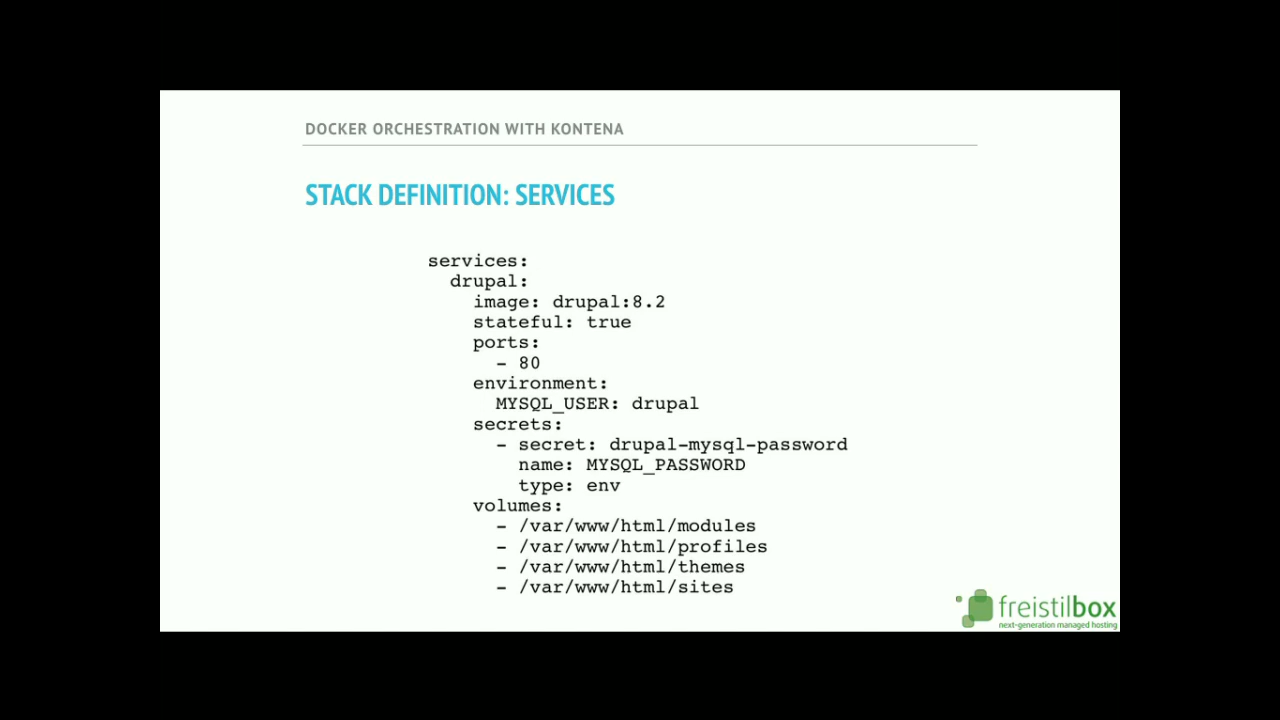 DOCKER ORCHESTRATION WITH KONTENA
STACK DEFINITION: SERVICES
services:
  drupal:
    image: drupal:8.2
    stateful: true
    ports:
      - 80
    environment:
      MYSQL_USER: drupal
    secrets:
      - secret: drupal-mysql-password
        name: MYSQL_PASSWORD
        type: env
    volumes:
      - /var/www/html/modules
      - /var/www/html/profiles
      - /var/www/html/themes
      - /var/www/html/sites
freistilbox
next-generation managed hosting